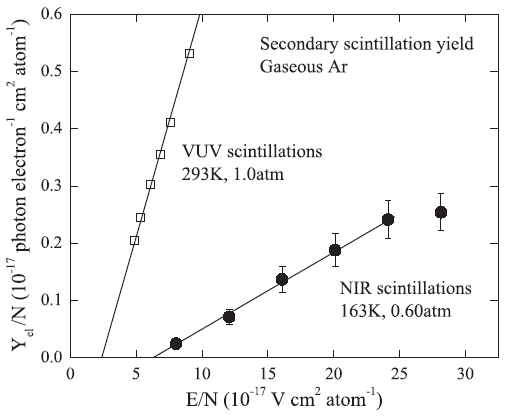 0.6
0.5
0.4
0.3
0.2
0.1
0.0
Y_el/N (10^-17 photon electron^-1 cm^2 atom^-1)
Secondary scintillation yield
Gaseous Ar
VUV scintillations
293K, 1.0atm
NIR scintillations
163K, 0.60atm
0 5 10 15 20 25 30
E/N (10^-17 V cm^2 atom^-1)